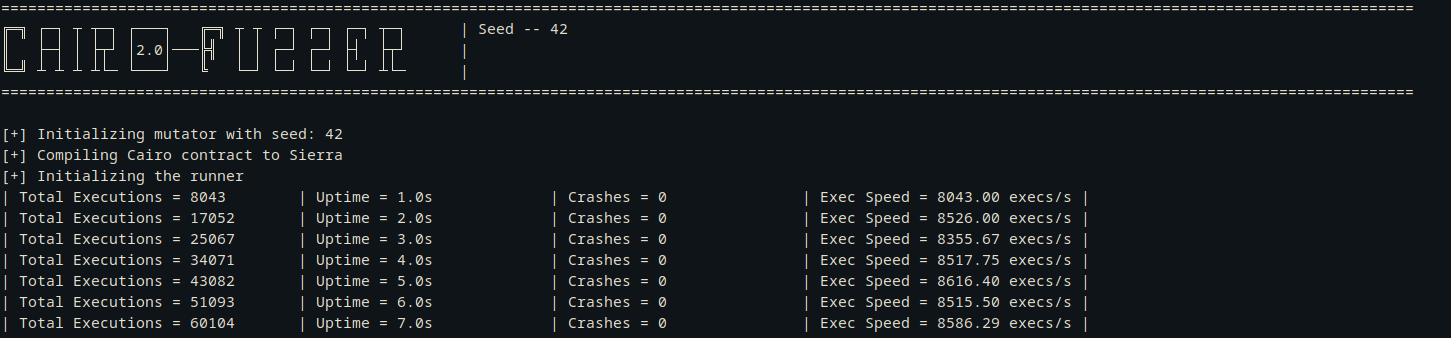 ================================================================================
CAIRO 2.0-FUZZER | Seed -- 42
|
|
================================================================================
[+] Initializing mutator with seed: 42
[+] Compiling Cairo contract to Sierra
[+] Initializing the runner
| Total Executions = 8043 | Uptime = 1.0s | Crashes = 0 | Exec Speed = 8043.00 execs/s |
| Total Executions = 17052 | Uptime = 2.0s | Crashes = 0 | Exec Speed = 8526.00 execs/s |
| Total Executions = 25067 | Uptime = 3.0s | Crashes = 0 | Exec Speed = 8355.67 execs/s |
| Total Executions = 34071 | Uptime = 4.0s | Crashes = 0 | Exec Speed = 8517.75 execs/s |
| Total Executions = 43082 | Uptime = 5.0s | Crashes = 0 | Exec Speed = 8616.40 execs/s |
| Total Executions = 51093 | Uptime = 6.0s | Crashes = 0 | Exec Speed = 8515.50 execs/s |
| Total Executions = 60104 | Uptime = 7.0s | Crashes = 0 | Exec Speed = 8586.29 execs/s |